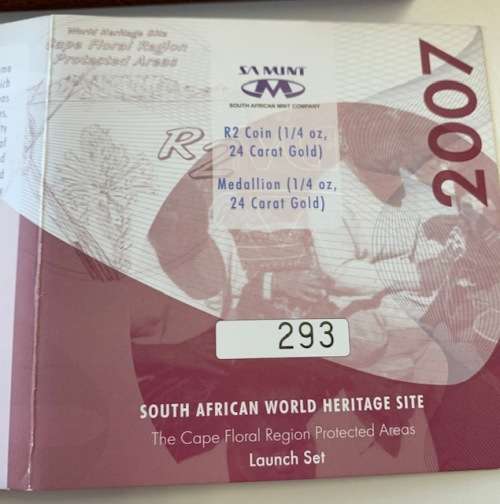 World Heritage Site
Cape Floral Region
Protected Areas
SA MINT
SOUTH AFRICAN MINT COMPANY
2007
R2
R2 Coin (1/4 oz,
24 Carat Gold)
Medallion (1/4 oz,
24 Carat Gold)
293
SOUTH AFRICAN WORLD HERITAGE SITE
The Cape Floral Region Protected Areas
Launch Set